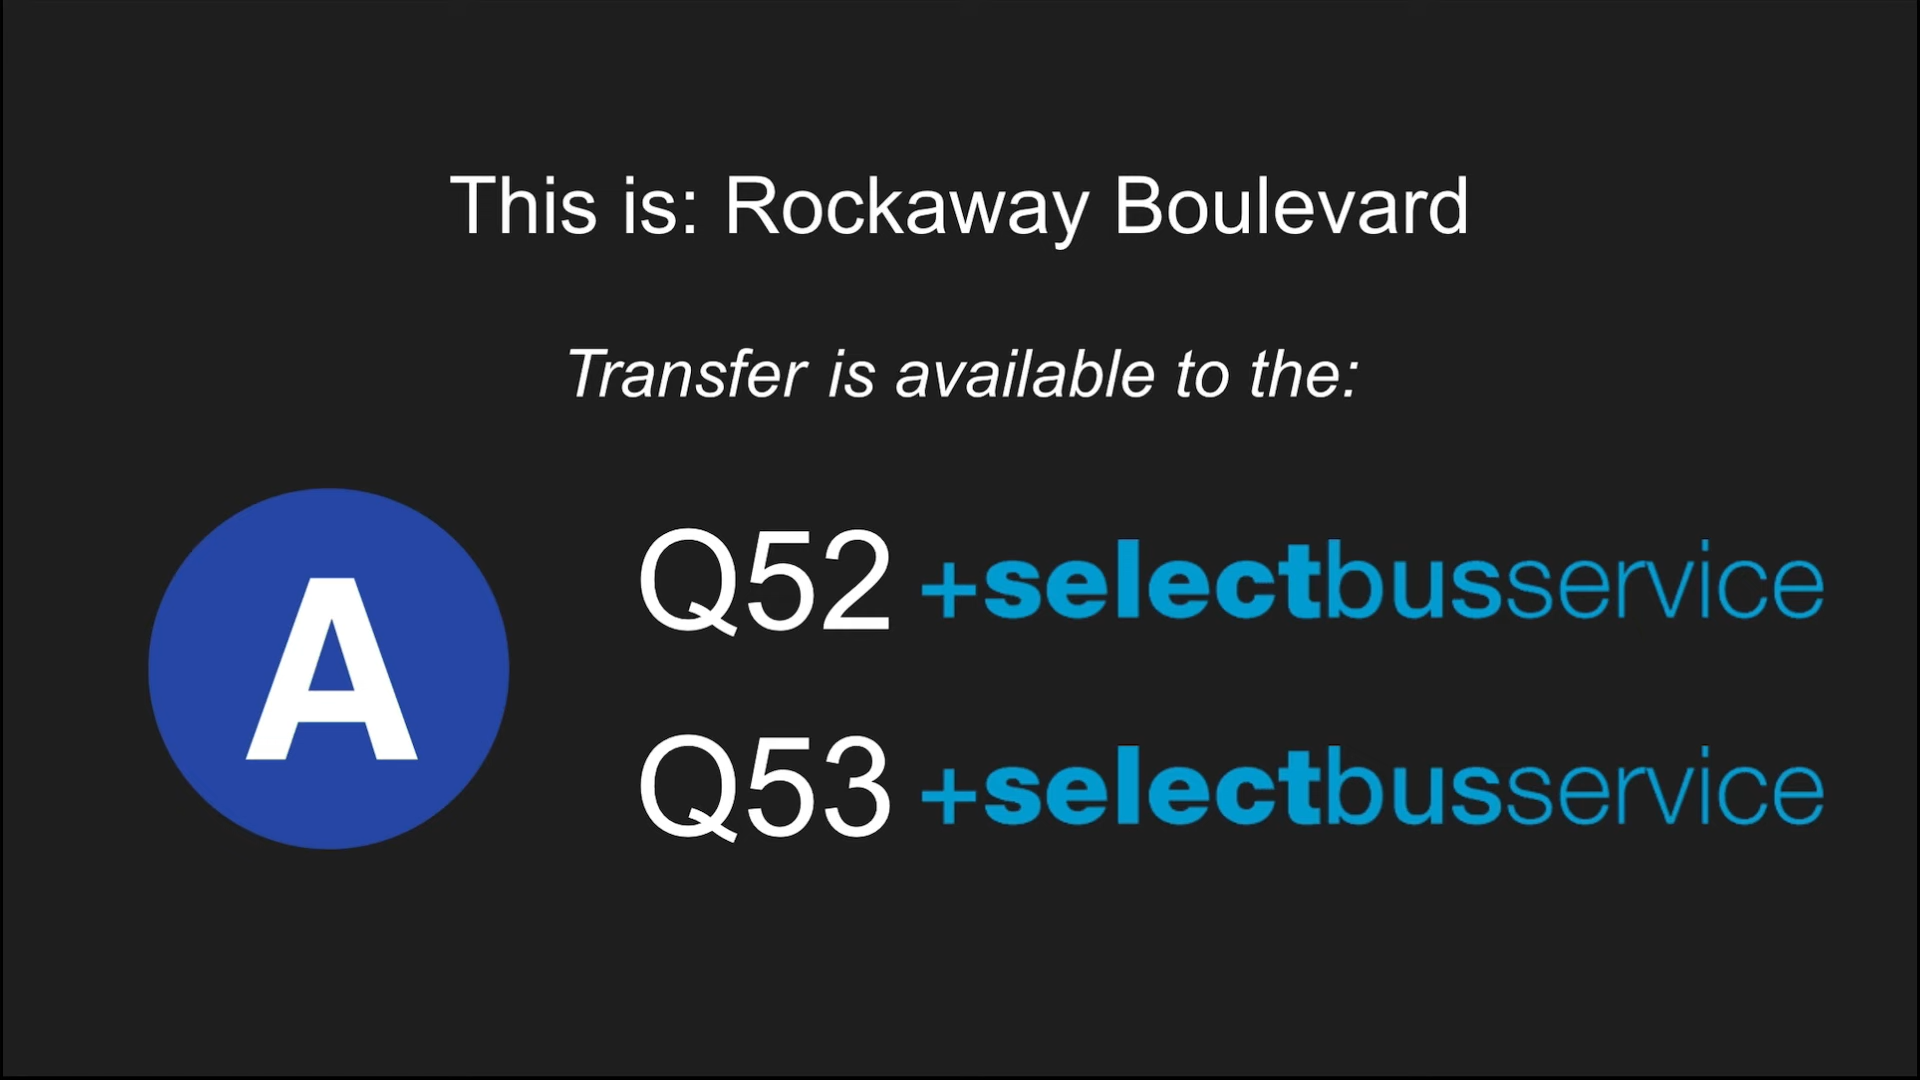 This is: Rockaway Boulevard
Transfer is available to the:
A
Q52 +selectbusservice
Q53 +selectbusservice